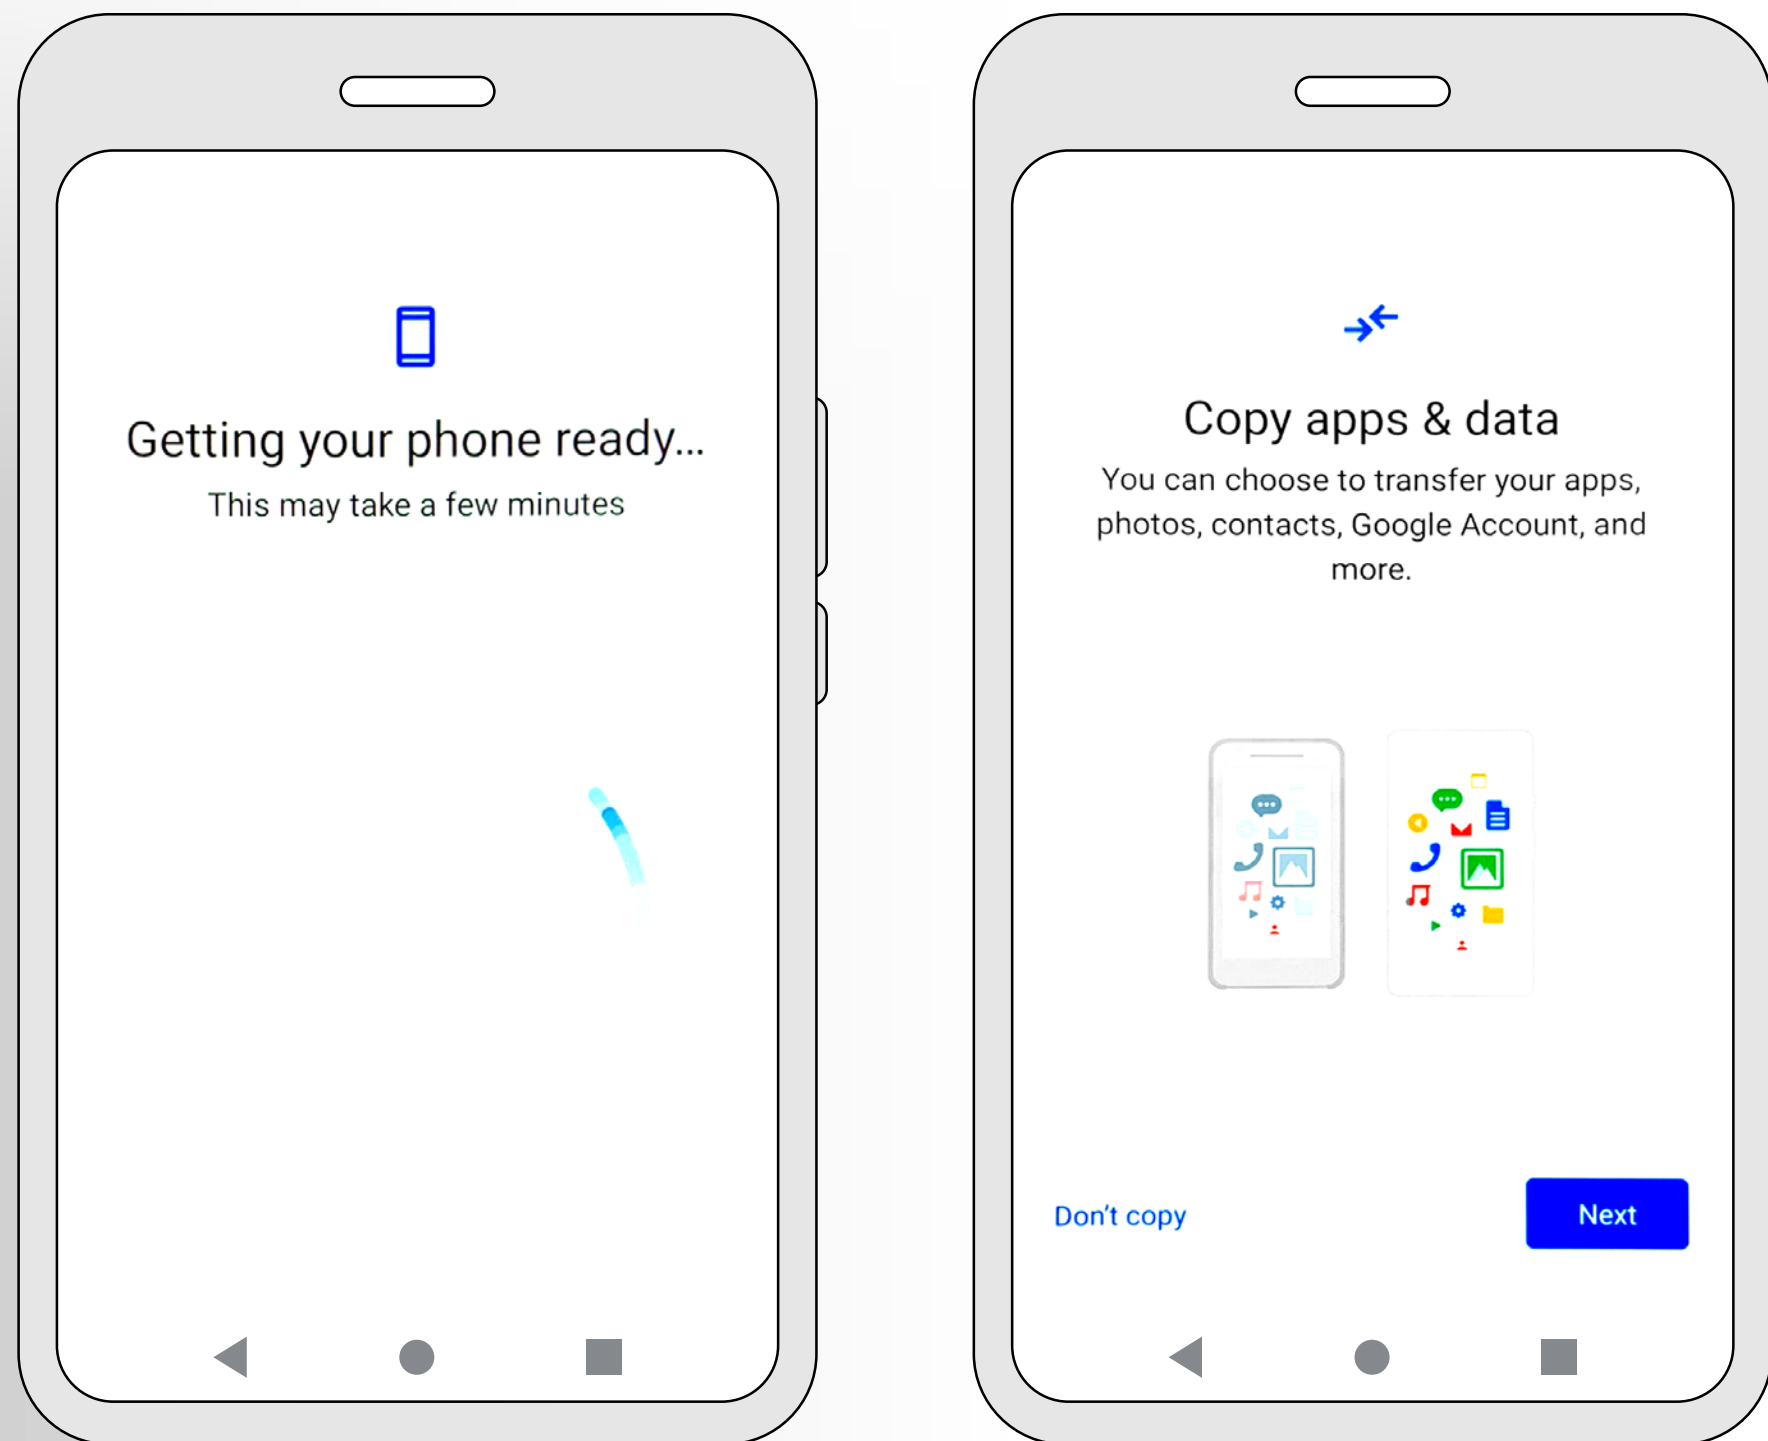 Getting your phone ready...
This may take a few minutes
Copy apps & data
You can choose to transfer your apps,
photos, contacts, Google Account, and
more.
Don't copy
Next